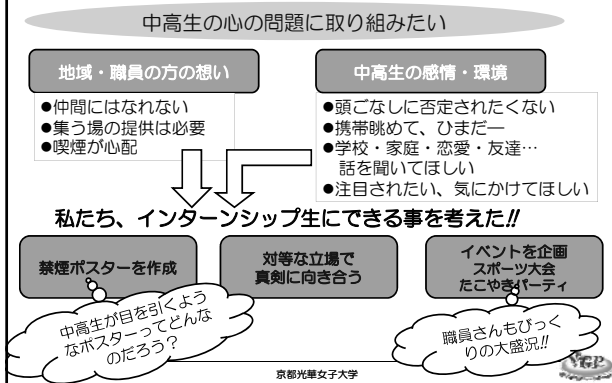 中高生の心の問題に取り組みたい
地域・職員の方の想い
●仲間にはなれない
●集う場の提供は必要
●喫煙が心配
中高生の感情・環境
●頭ごなしに否定されたくない
●携帯眺めて、ひまだ―
●学校・家庭・恋愛・友達…
話を聞いてほしい
●注目されたい、気にかけてほしい
私たち、インターンシップ生にできる事を考えた!!
禁煙ポスターを作成
対等な立場で
真剣に向き合う
イベントを企画
スポーツ大会
たこやきパーティ
中高生が目を引くよう
なポスターってどんな
のだろう？
職員さんもびっく
りの大盛況!!
京都光華女子大学
YGP